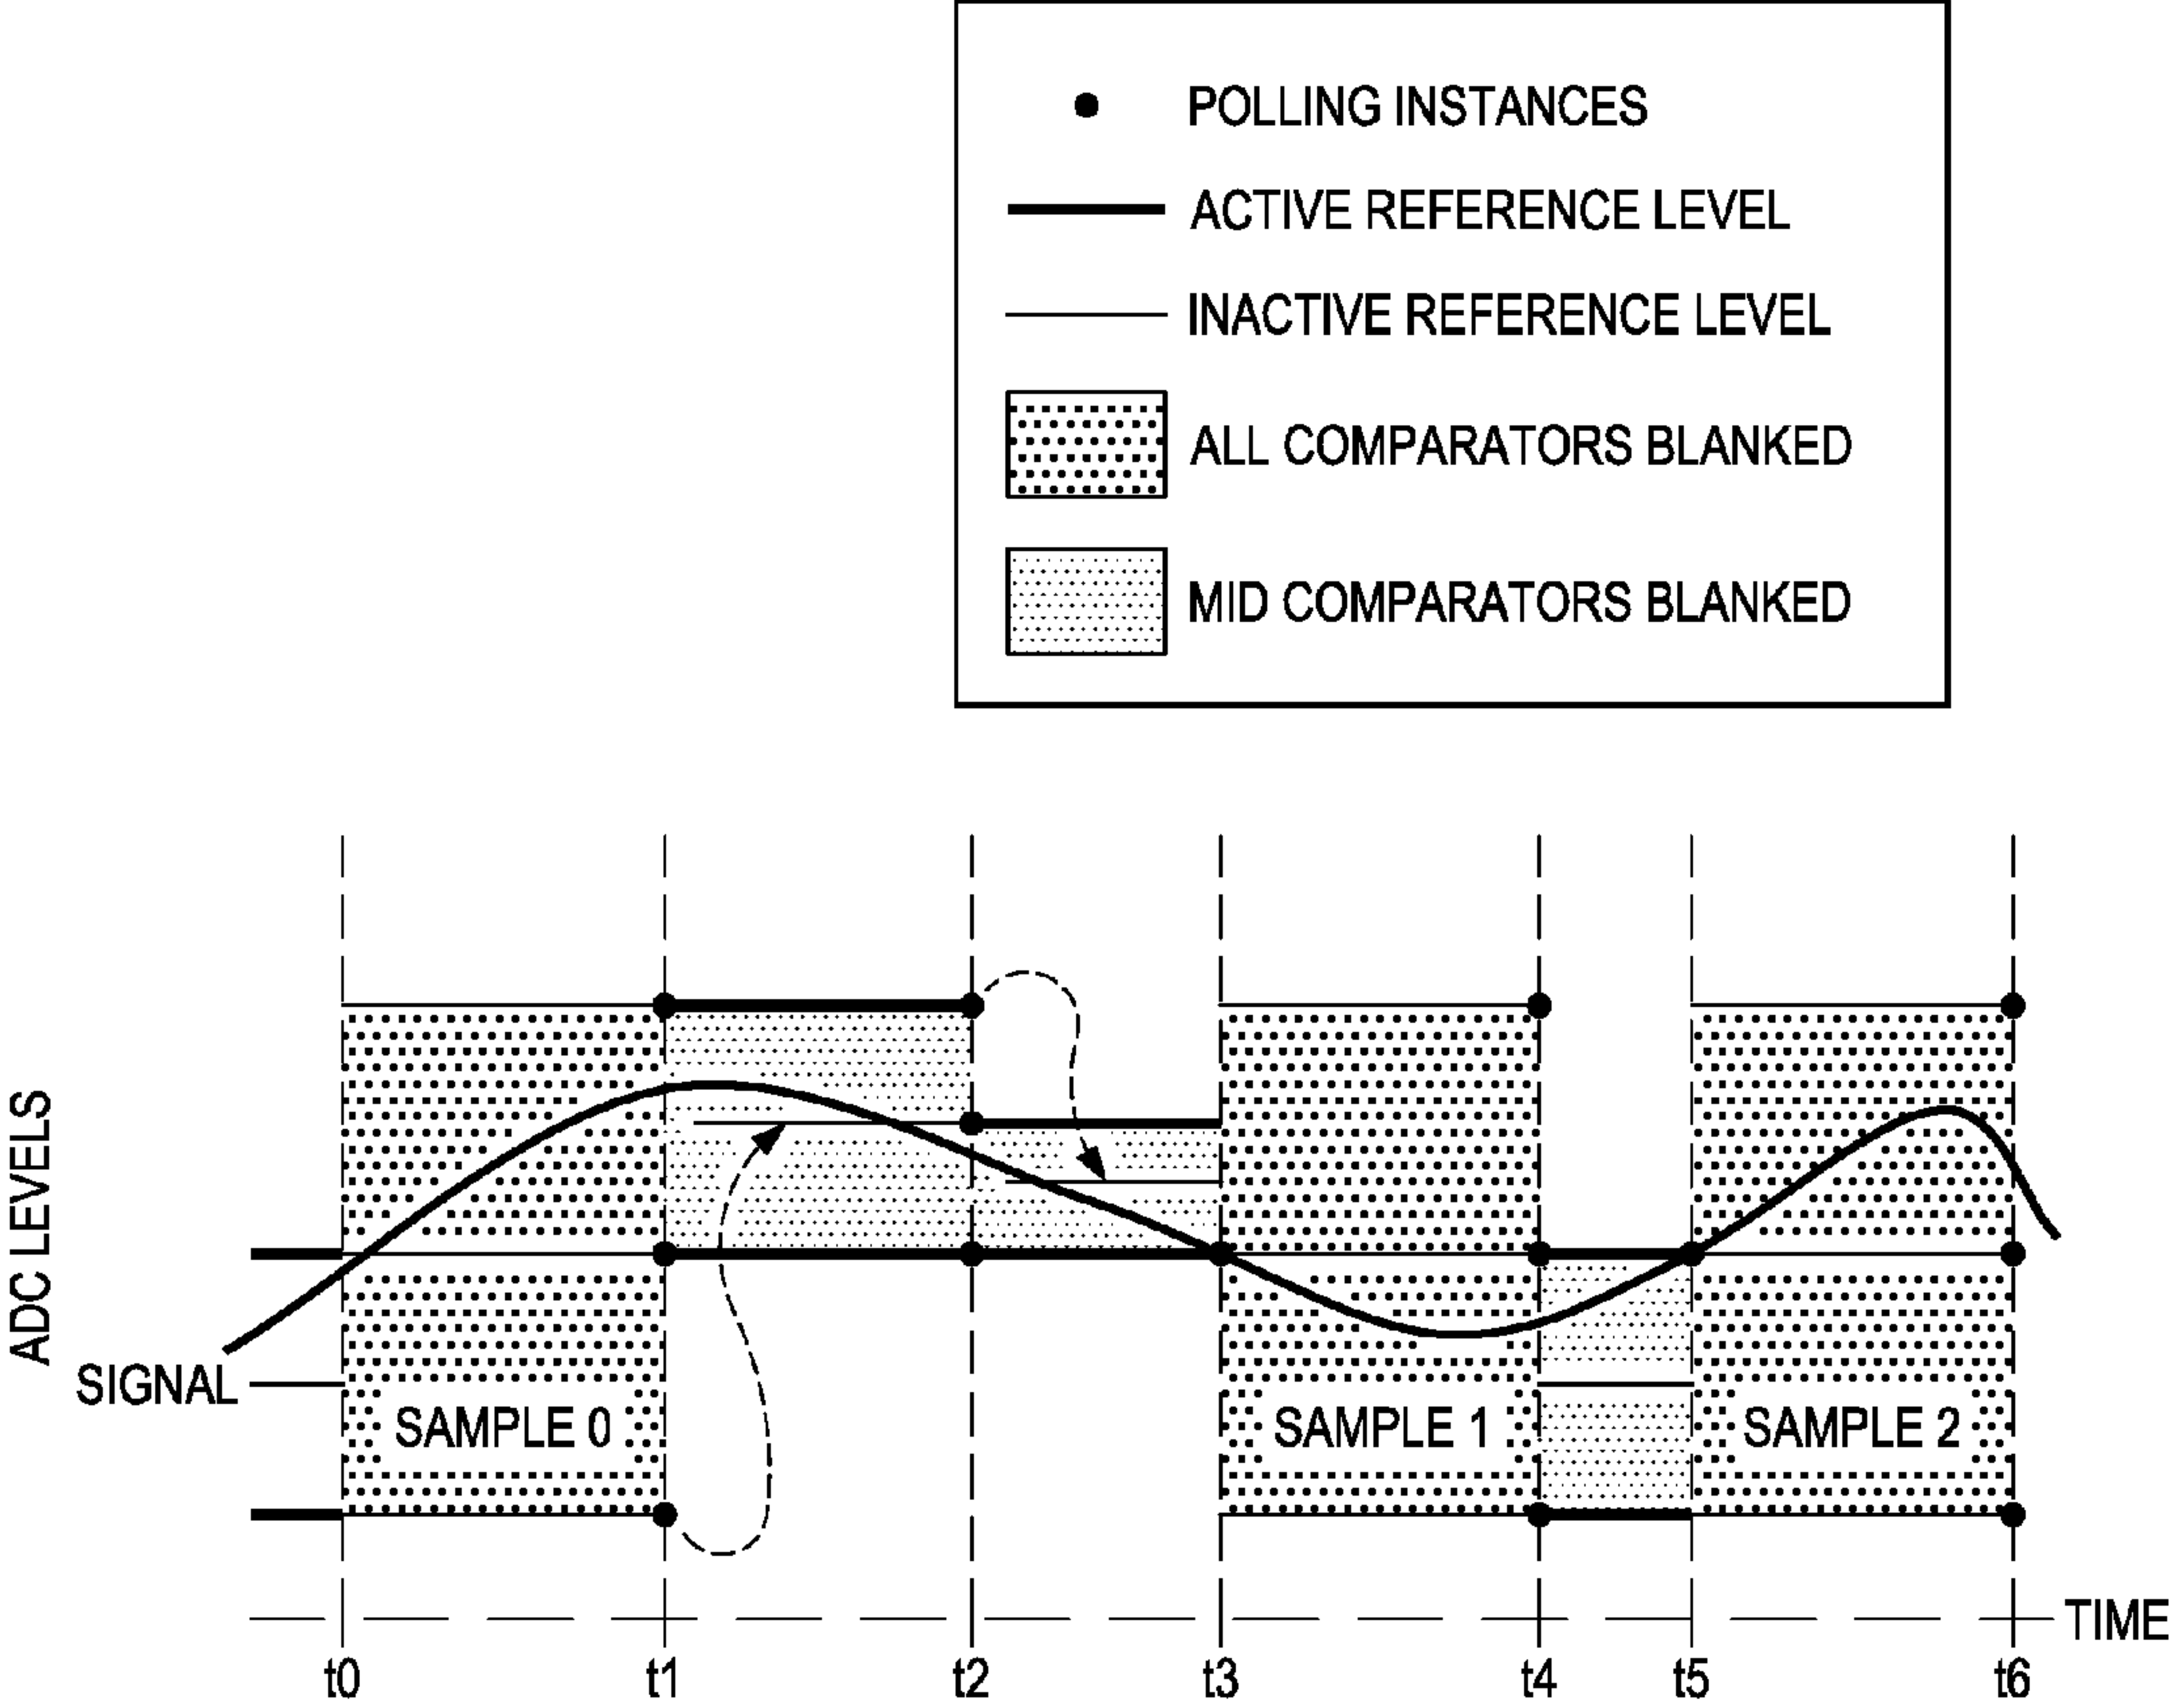 POLLING INSTANCES
ACTIVE REFERENCE LEVEL
INACTIVE REFERENCE LEVEL
ALL COMPARATORS BLANKED
MID COMPARATORS BLANKED
ADC LEVELS
SIGNAL
SAMPLE 0
SAMPLE 1
SAMPLE 2
TIME
t0 t1 t2 t3 t4 t5 t6